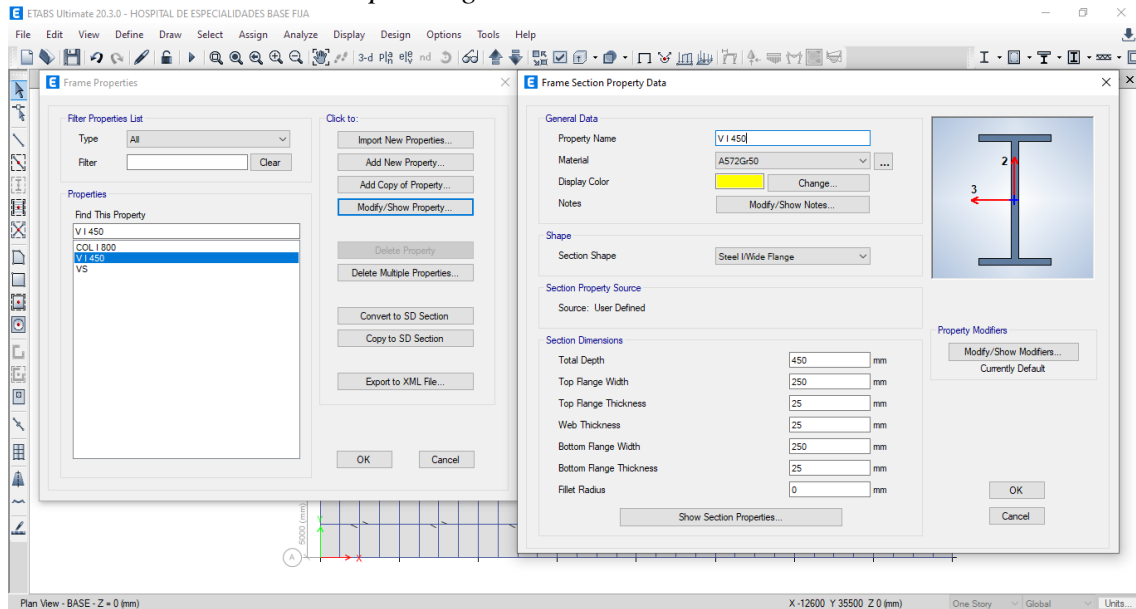 ETABS Ultimate 20.3.0 - HOSPITAL DE ESPECIALIDADES BASE FIJA
File Edit View Define Draw Select Assign Analyze Display Design Options Tools Help
3-d nd
Frame Properties
Filter Properties List
Type All
Filter Clear
Properties
Find This Property
V I 450
COL I 800
V I 450
VS
Click to:
Import New Properties...
Add New Property...
Add Copy of Property...
Modify/Show Property...
Delete Property
Delete Multiple Properties...
Convert to SD Section
Copy to SD Section
Export to XML File...
OK Cancel
Frame Section Property Data
General Data
Property Name V I 450
Material A572Gr50 ...
Display Color Change...
Notes Modify/Show Notes...
Shape
Section Shape Steel I/Wide Flange
Section Property Source
Source: User Defined
Section Dimensions
Total Depth 450 mm
Top Flange Width 250 mm
Top Flange Thickness 25 mm
Web Thickness 25 mm
Bottom Flange Width 250 mm
Bottom Flange Thickness 25 mm
Fillet Radius 0 mm
Show Section Properties...
2
3
Property Modifiers
Modify/Show Modifiers...
Currently Default
OK
Cancel
(mm)
Y
A
X
Plan View - BASE - Z = 0 (mm) X -12600 Y 35500 Z 0 (mm) One Story Global Units...